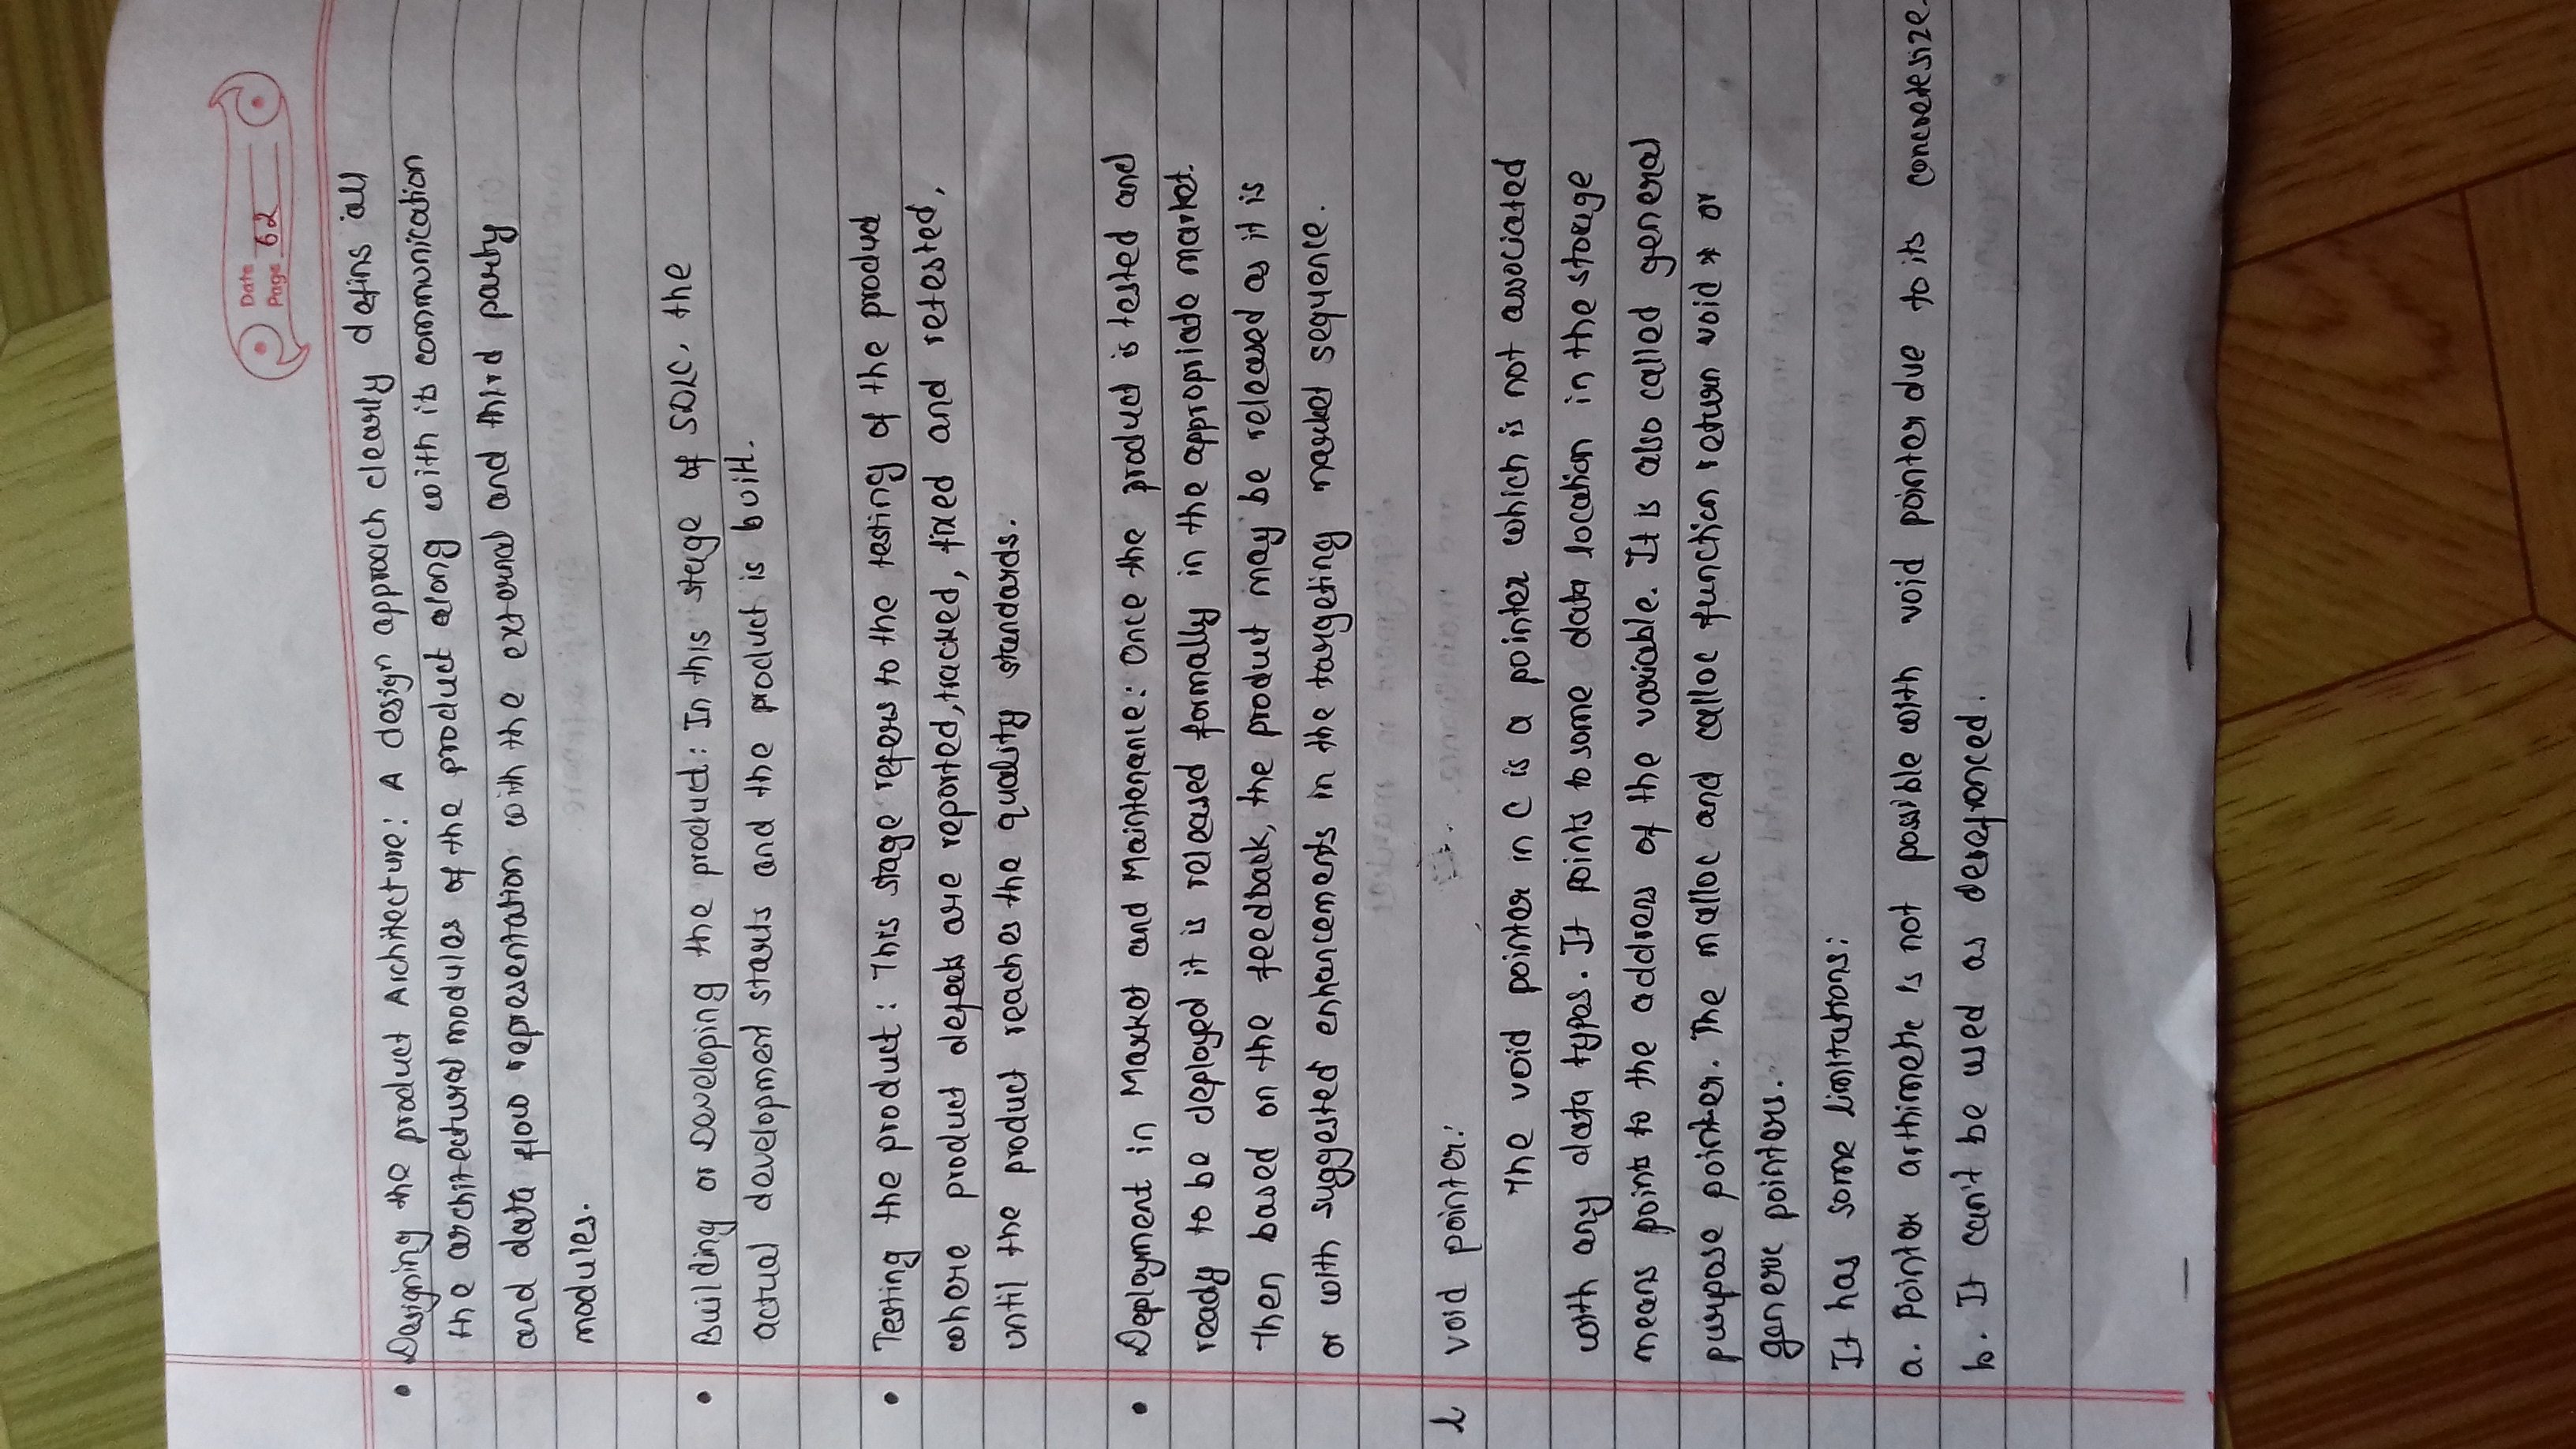 Date
Page 62
• Designing the product Architecture: A design approach clearly defins all
the architectural modules of the product along with its communication
and data flow representation with the external and third party
modules.
• Building or Developing the product: In this stage of SDLC, the
actual development starts and the product is built.
• Testing the product: This stage refers to the testing of the product
where product defects are reported, tracked, fixed and retested,
until the product reaches the quality standards.
• Deployment in Market and Maintenance: Once the product is tested and
ready to be deployed it is released formally in the appropriate market.
Then based on the feedback, the product may be released as it is
or with suggested enhancements in the targeting market sequence.
l void pointer:
The void pointer in C is a pointer which is not associated
with any data types. It points to some data location in the storage
means points to the address of the variable. It is also called general
purpose pointer. The malloc and calloc function return void * or
generic pointers.
It has some limitations:
a. Pointer arthimetic is not possible with void pointer due to its concrete size.
b. It can't be used as derefrenced.